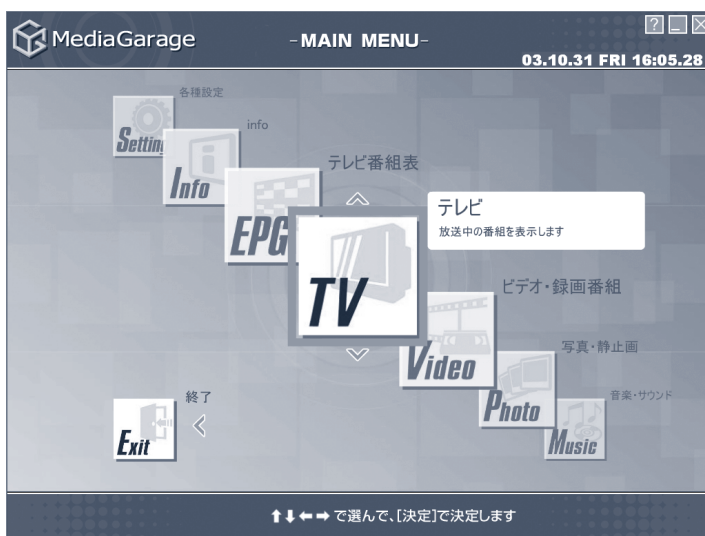 MediaGarage
-MAIN MENU-
? _ X
03.10.31 FRI 16:05.28
各種設定
Setting
info
Info
テレビ番組表
EPG
テレビ
放送中の番組を表示します
TV
ビデオ・録画番組
Video
写真・静止画
Photo
音楽・サウンド
Music
終了
Exit
↑↓←→で選んで、[決定]で決定します